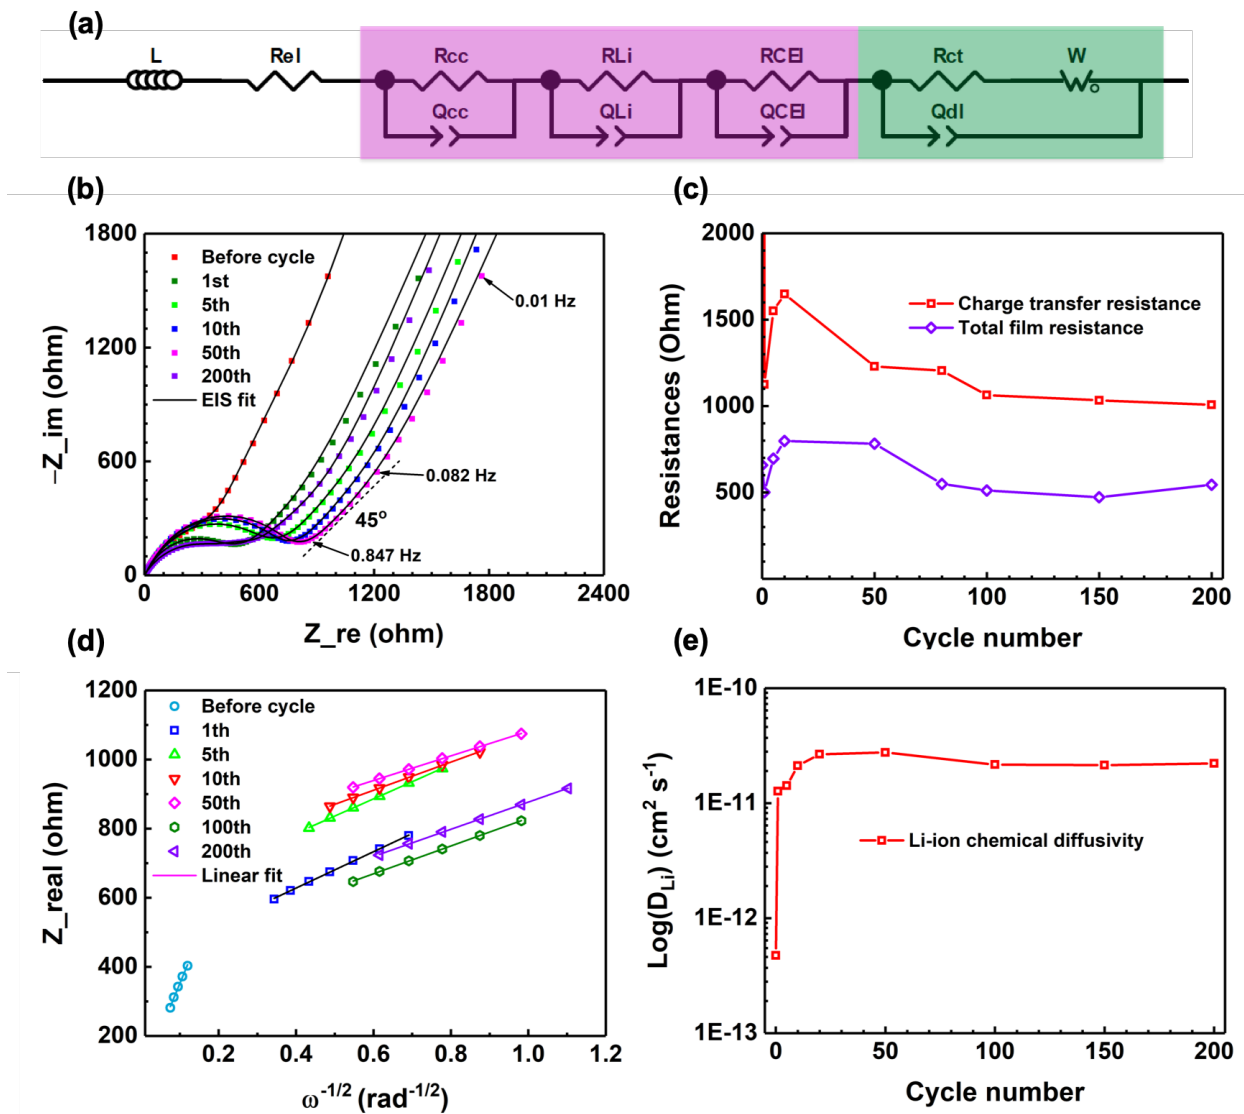 (a)
L Rel Rcc RLi RCEI Rct W
Qcc QLi QCEI Qdl
(b)
1800
1200
600
0
−Z_im (ohm)
Before cycle
1st
5th
10th
50th
200th
EIS fit
0.01 Hz
0.082 Hz
45°
0.847 Hz
0 600 1200 1800 2400
Z_re (ohm)
(c)
2000
1500
1000
500
Resistances (Ohm)
Charge transfer resistance
Total film resistance
0 50 100 150 200
Cycle number
(d)
1200
1000
800
600
400
200
Z_real (ohm)
Before cycle
1th
5th
10th
50th
100th
200th
Linear fit
0.2 0.4 0.6 0.8 1.0 1.2
ω^-1/2 (rad^-1/2)
(e)
1E-10
1E-11
1E-12
1E-13
Log(D_Li) (cm² s⁻¹)
Li-ion chemical diffusivity
0 50 100 150 200
Cycle number